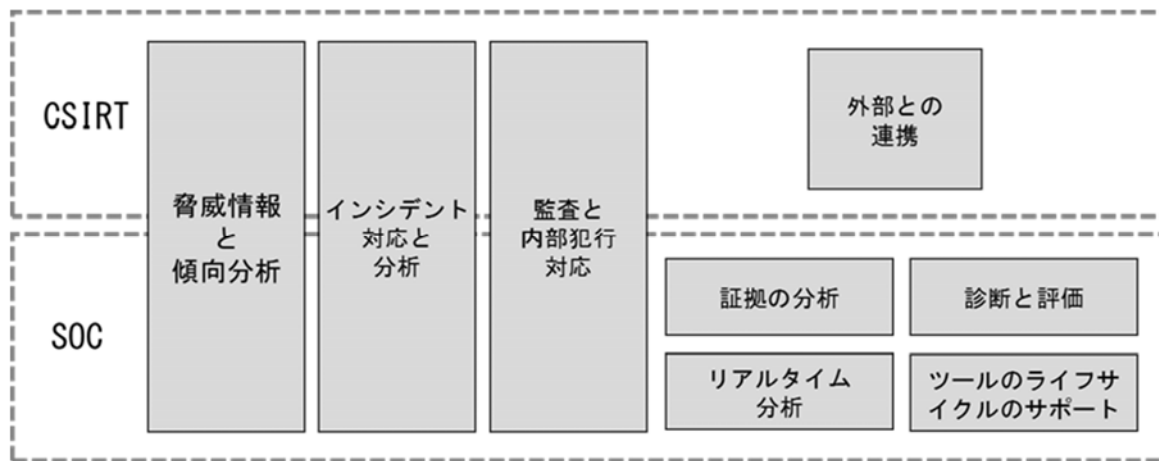 CSIRT
脅威情報
と
傾向分析
インシデント
対応と
分析
監査と
内部犯行
対応
外部との
連携
SOC
証拠の分析
診断と評価
リアルタイム
分析
ツールのライフサ
イクルのサポート